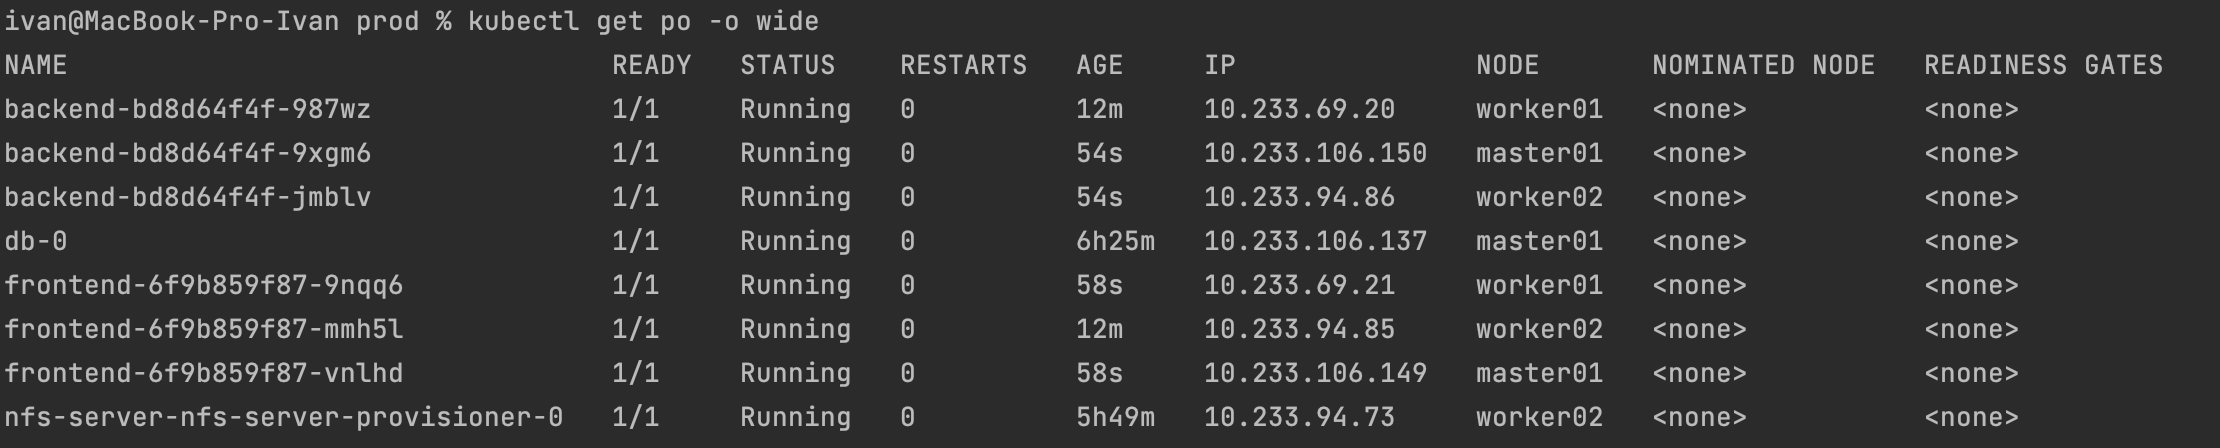 ivan@MacBook-Pro-Ivan prod % kubectl get po -o wide
NAME                                  READY   STATUS    RESTARTS   AGE     IP               NODE       NOMINATED NODE   READINESS GATES
backend-bd8d64f4f-987wz               1/1     Running   0          12m     10.233.69.20     worker01   <none>           <none>
backend-bd8d64f4f-9xgm6               1/1     Running   0          54s     10.233.106.150   master01   <none>           <none>
backend-bd8d64f4f-jmblv               1/1     Running   0          54s     10.233.94.86     worker02   <none>           <none>
db-0                                  1/1     Running   0          6h25m   10.233.106.137   master01   <none>           <none>
frontend-6f9b859f87-9nqq6             1/1     Running   0          58s     10.233.69.21     worker01   <none>           <none>
frontend-6f9b859f87-mmh5l             1/1     Running   0          12m     10.233.94.85     worker02   <none>           <none>
frontend-6f9b859f87-vnlhd             1/1     Running   0          58s     10.233.106.149   master01   <none>           <none>
nfs-server-nfs-server-provisioner-0   1/1     Running   0          5h49m   10.233.94.73     worker02   <none>           <none>